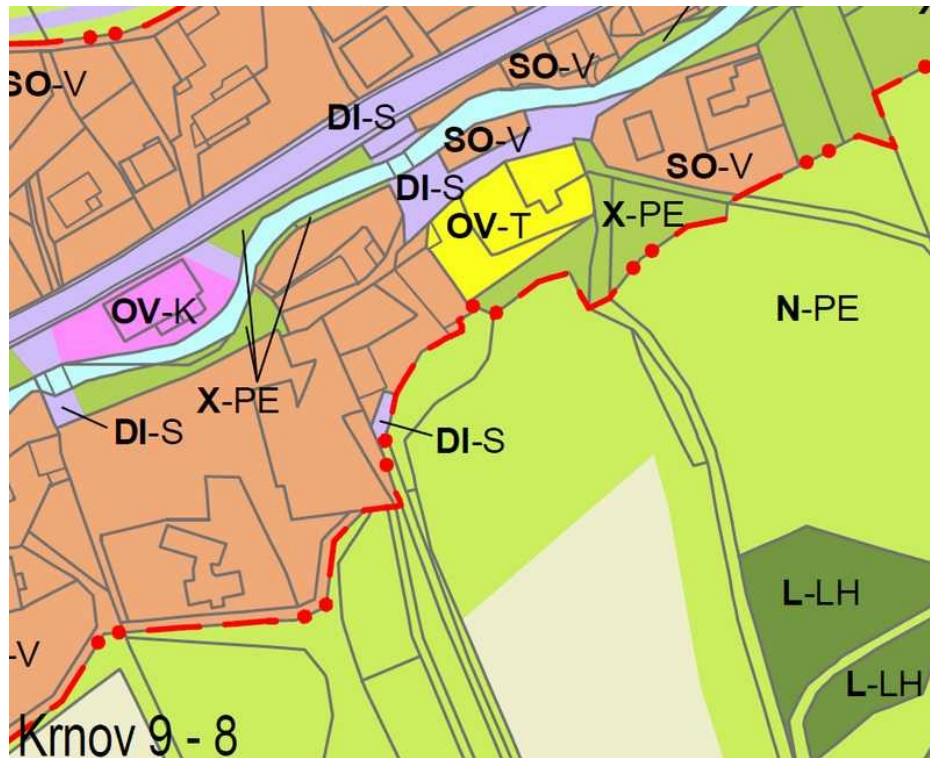 SO-V
SO-V
DI-S
SO-V
SO-V
DI-S
OV-T
X-PE
OV-K
N-PE
X-PE
DI-S
DI-S
L-LH
-V
L-LH
Krnov 9 - 8